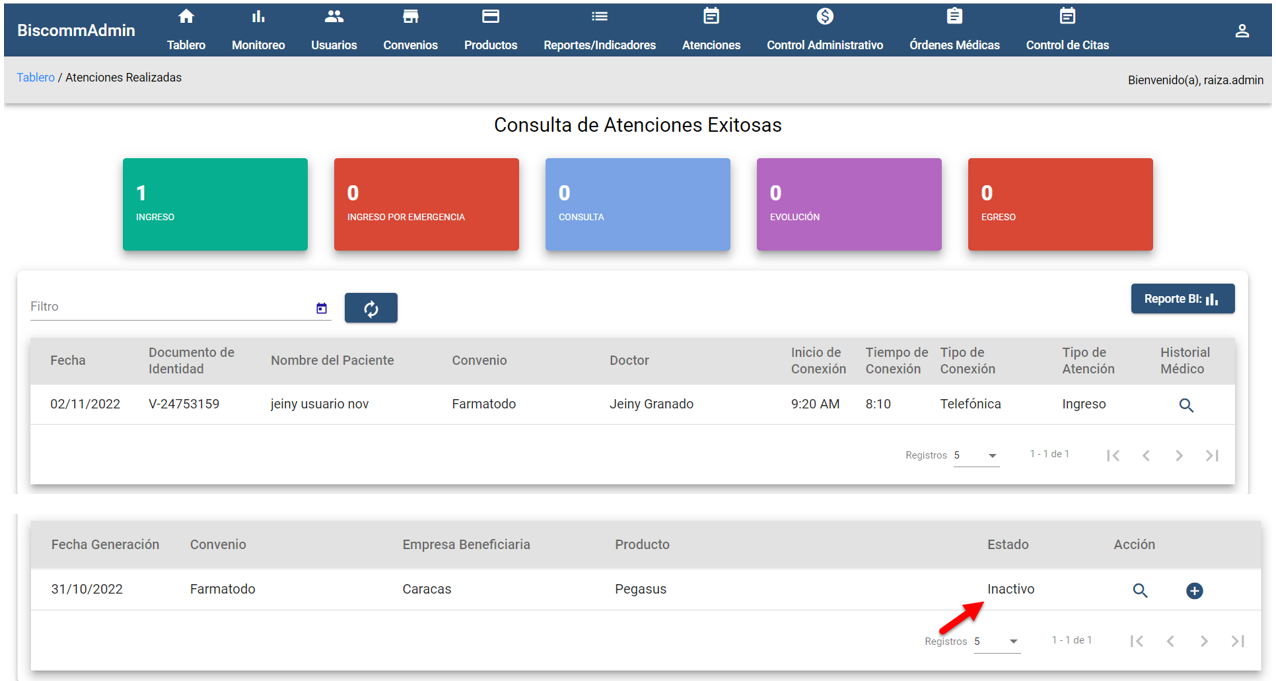 BiscommAdmin
Tablero Monitoreo Usuarios Convenios Productos Reportes/Indicadores Atenciones Control Administrativo Órdenes Médicas Control de Citas
Tablero / Atenciones Realizadas
Bienvenido(a), raiza.admin
Consulta de Atenciones Exitosas
1 0 0 0 0
INGRESO INGRESO POR EMERGENCIA CONSULTA EVOLUCIÓN EGRESO
Filtro
Reporte BI:
Fecha Documento de Identidad Nombre del Paciente Convenio Doctor Inicio de Conexión Tiempo de Conexión Tipo de Conexión Tipo de Atención Historial Médico
02/11/2022 V-24753159 jeiny usuario nov Farmatodo Jeiny Granado 9:20 AM 8:10 Telefónica Ingreso
Registros 5 1 - 1 de 1
Fecha Generación Convenio Empresa Beneficiaria Producto Estado Acción
31/10/2022 Farmatodo Caracas Pegasus Inactivo
Registros 5 1 - 1 de 1